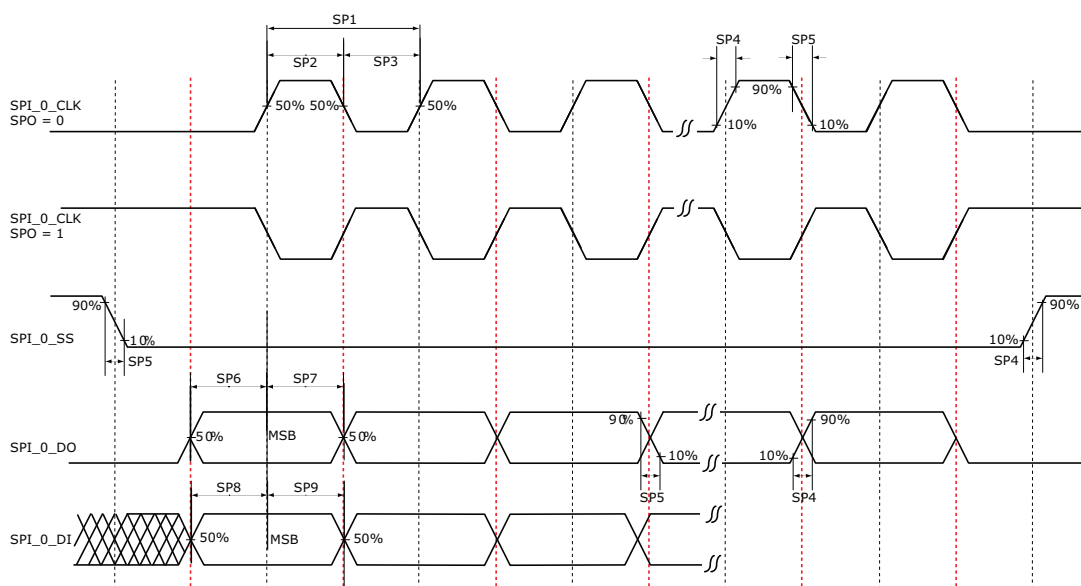 SP1
SP4 SP5
SP2 SP3
SPI_0_CLK
SPO = 0
50% 50% 50% 90%
10% 10%
SPI_0_CLK
SPO = 1
90% 90%
SPI_0_SS
10% 10%
SP5 SP4
SP6 SP7
90% 90%
50% MSB 50%
SPI_0_DO
10% 10%
SP8 SP9 SP5 SP4
SPI_0_DI
50% MSB 50%